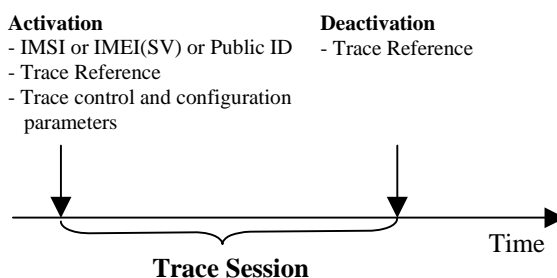 Activation
- IMSI or IMEI(SV) or Public ID
- Trace Reference
- Trace control and configuration
parameters
Deactivation
- Trace Reference
Time
Trace Session